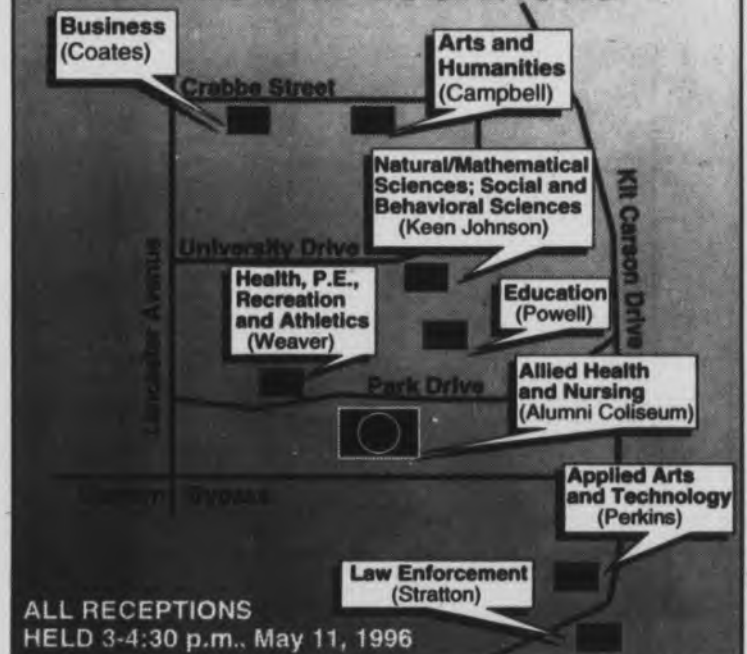 Business
(Coates)
Arts and
Humanities
(Campbell)
Crabbe Street
Natural/Mathematical
Sciences; Social and
Behavioral Sciences
(Keen Johnson)
Kit Carson Drive
University Drive
Health, P.E.,
Recreation
and Athletics
(Weaver)
Education
(Powell)
Lancaster Avenue
Park Drive
Allied Health
and Nursing
(Alumni Coliseum)
Bypass
Applied Arts
and Technology
(Perkins)
Law Enforcement
(Stratton)
ALL RECEPTIONS
HELD 3-4:30 p.m.. May 11, 1996